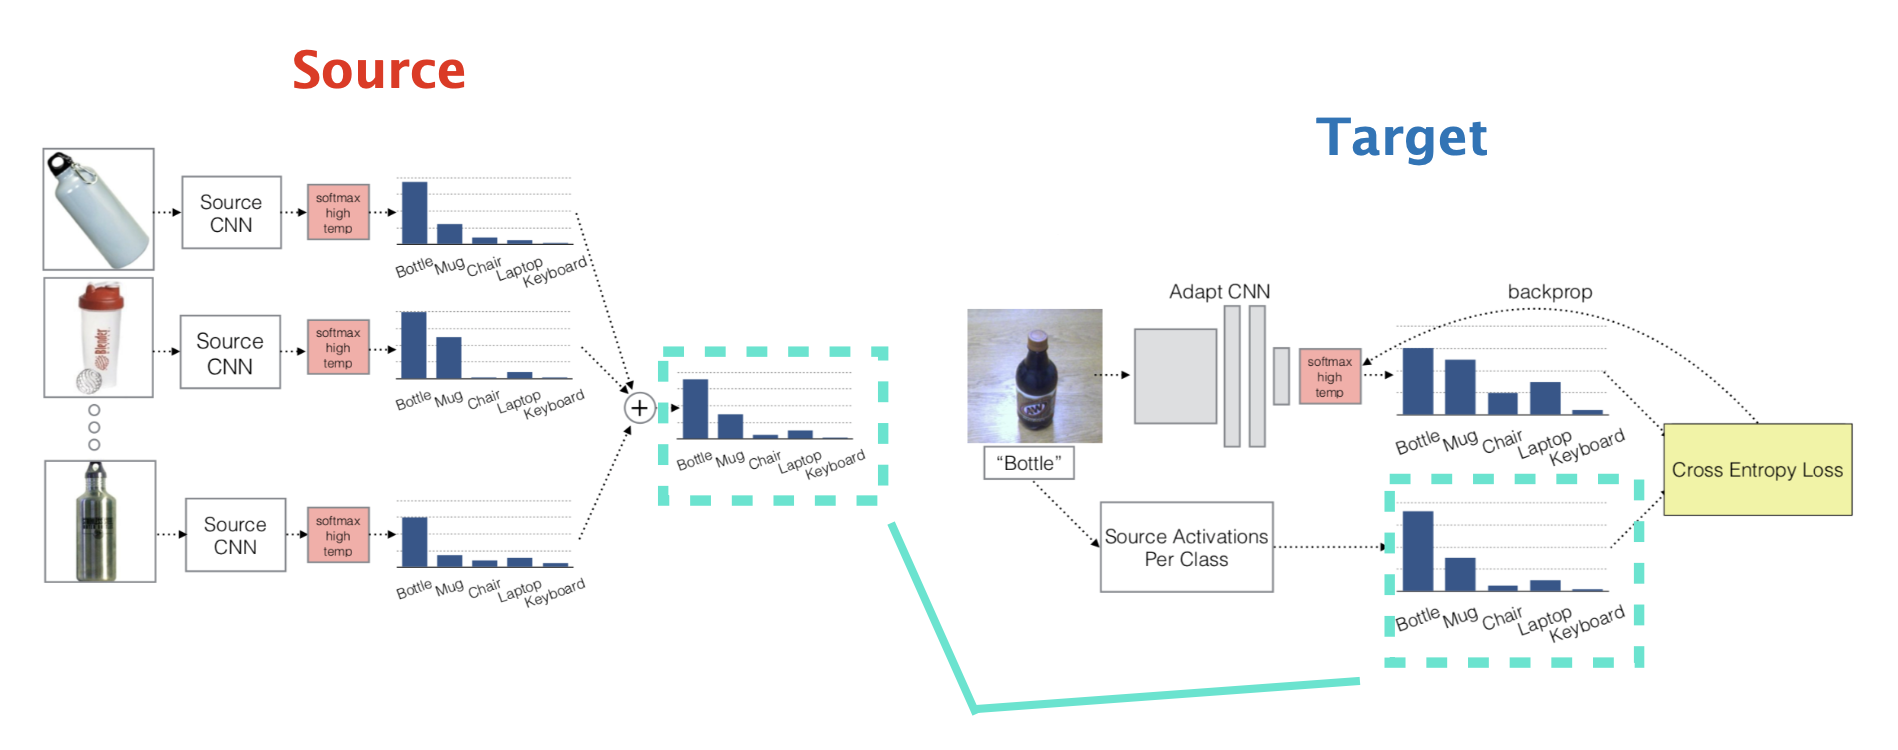 Source
Target
Source
CNN
softmax
high
temp
Bottle
Mug
Chair
Laptop
Keyboard
Blender
Bottle
Source
CNN
softmax
high
temp
Bottle
Mug
Chair
Laptop
Keyboard
+
Bottle
Mug
Chair
Laptop
Keyboard
Source
CNN
softmax
high
temp
Bottle
Mug
Chair
Laptop
Keyboard
Adapt CNN
backprop
A&W
softmax
high
temp
Bottle
Mug
Chair
Laptop
Keyboard
“Bottle”
Cross Entropy Loss
Source Activations
Per Class
Bottle
Mug
Chair
Laptop
Keyboard